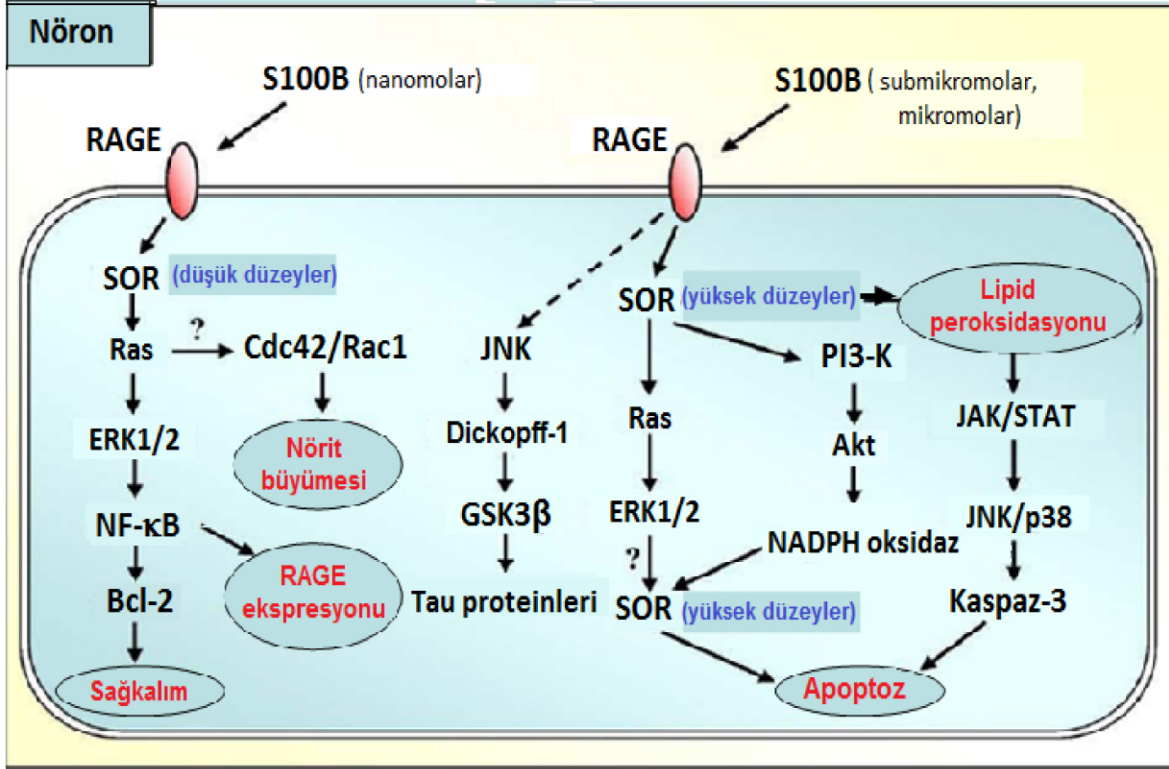 Nöron
S100B (nanomolar)
S100B ( submikromolar,
mikromolar)
RAGE
RAGE
SOR (düşük düzeyler)
SOR (yüksek düzeyler)
Lipid
peroksidasyonu
?
Ras
Cdc42/Rac1
JNK
PI3-K
Ras
JAK/STAT
ERK1/2
Nörit
büyümesi
Dickopff-1
Akt
NF-κB
GSK3β
ERK1/2
JNK/p38
?
NADPH oksidaz
RAGE
ekspresyonu
Bcl-2
Tau proteinleri
SOR (yüksek düzeyler)
Kaspaz-3
Sağkalım
Apoptoz